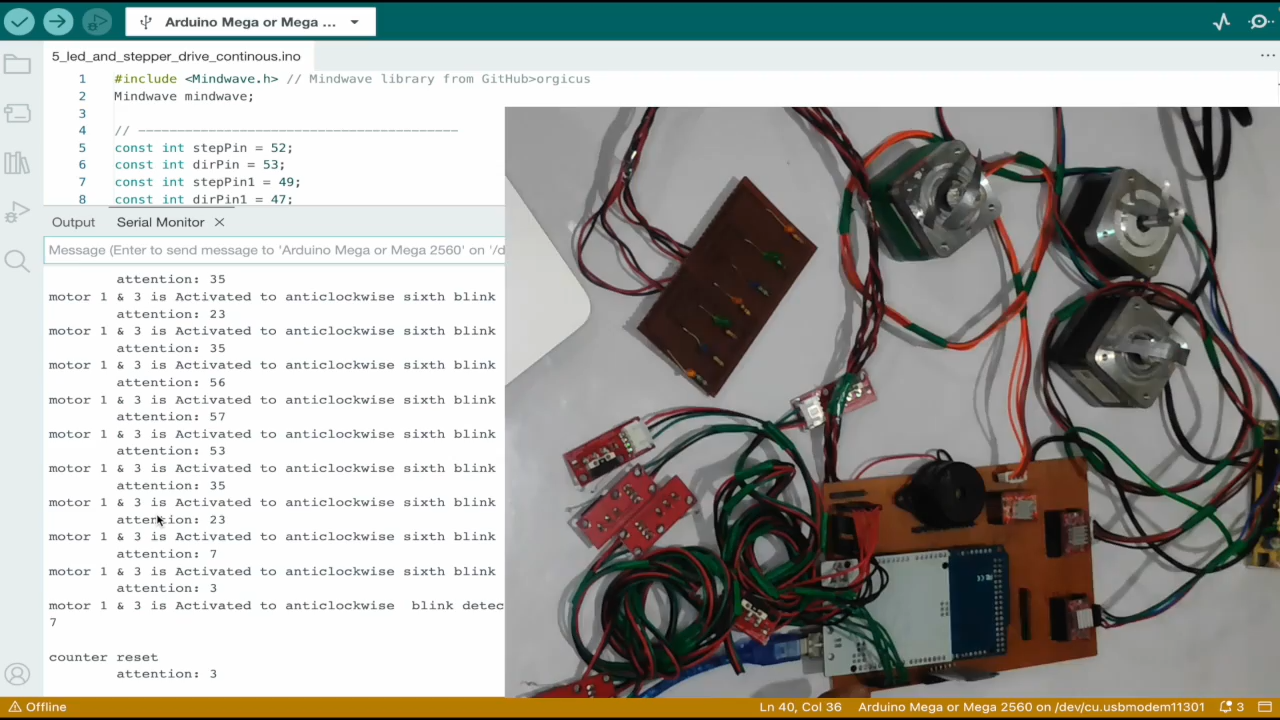 Arduino Mega or Mega ...
5_led_and_stepper_drive_continous.ino
1 #include <Mindwave.h> // Mindwave library from GitHub>orgicus
2 Mindwave mindwave;
3
4 // ----------------------------------------
5 const int stepPin = 52;
6 const int dirPin = 53;
7 const int stepPin1 = 49;
8 const int dirPin1 = 47;
Output Serial Monitor
Message (Enter to send message to 'Arduino Mega or Mega 2560' on '/d
attention: 35
motor 1 & 3 is Activated to anticlockwise sixth blink
attention: 23
motor 1 & 3 is Activated to anticlockwise sixth blink
attention: 35
motor 1 & 3 is Activated to anticlockwise sixth blink
attention: 56
motor 1 & 3 is Activated to anticlockwise sixth blink
attention: 57
motor 1 & 3 is Activated to anticlockwise sixth blink
attention: 53
motor 1 & 3 is Activated to anticlockwise sixth blink
attention: 35
motor 1 & 3 is Activated to anticlockwise sixth blink
attention: 23
motor 1 & 3 is Activated to anticlockwise sixth blink
attention: 7
motor 1 & 3 is Activated to anticlockwise sixth blink
attention: 3
motor 1 & 3 is Activated to anticlockwise  blink detec
7
counter reset
attention: 3
Offline
Ln 40, Col 36 Arduino Mega or Mega 2560 on /dev/cu.usbmodem11301 3